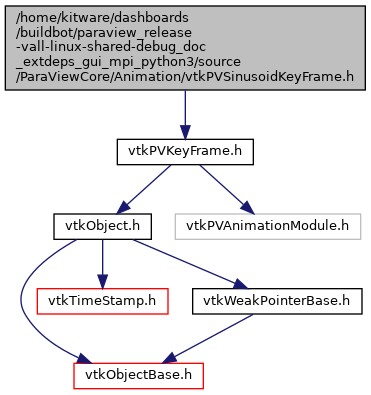 /home/kitware/dashboards
/buildbot/paraview_release
-vall-linux-shared-debug_doc
_extdeps_gui_mpi_python3/source
/ParaViewCore/Animation/vtkPVSinusoidKeyFrame.h
vtkPVKeyFrame.h
vtkObject.h
vtkPVAnimationModule.h
vtkTimeStamp.h
vtkWeakPointerBase.h
vtkObjectBase.h